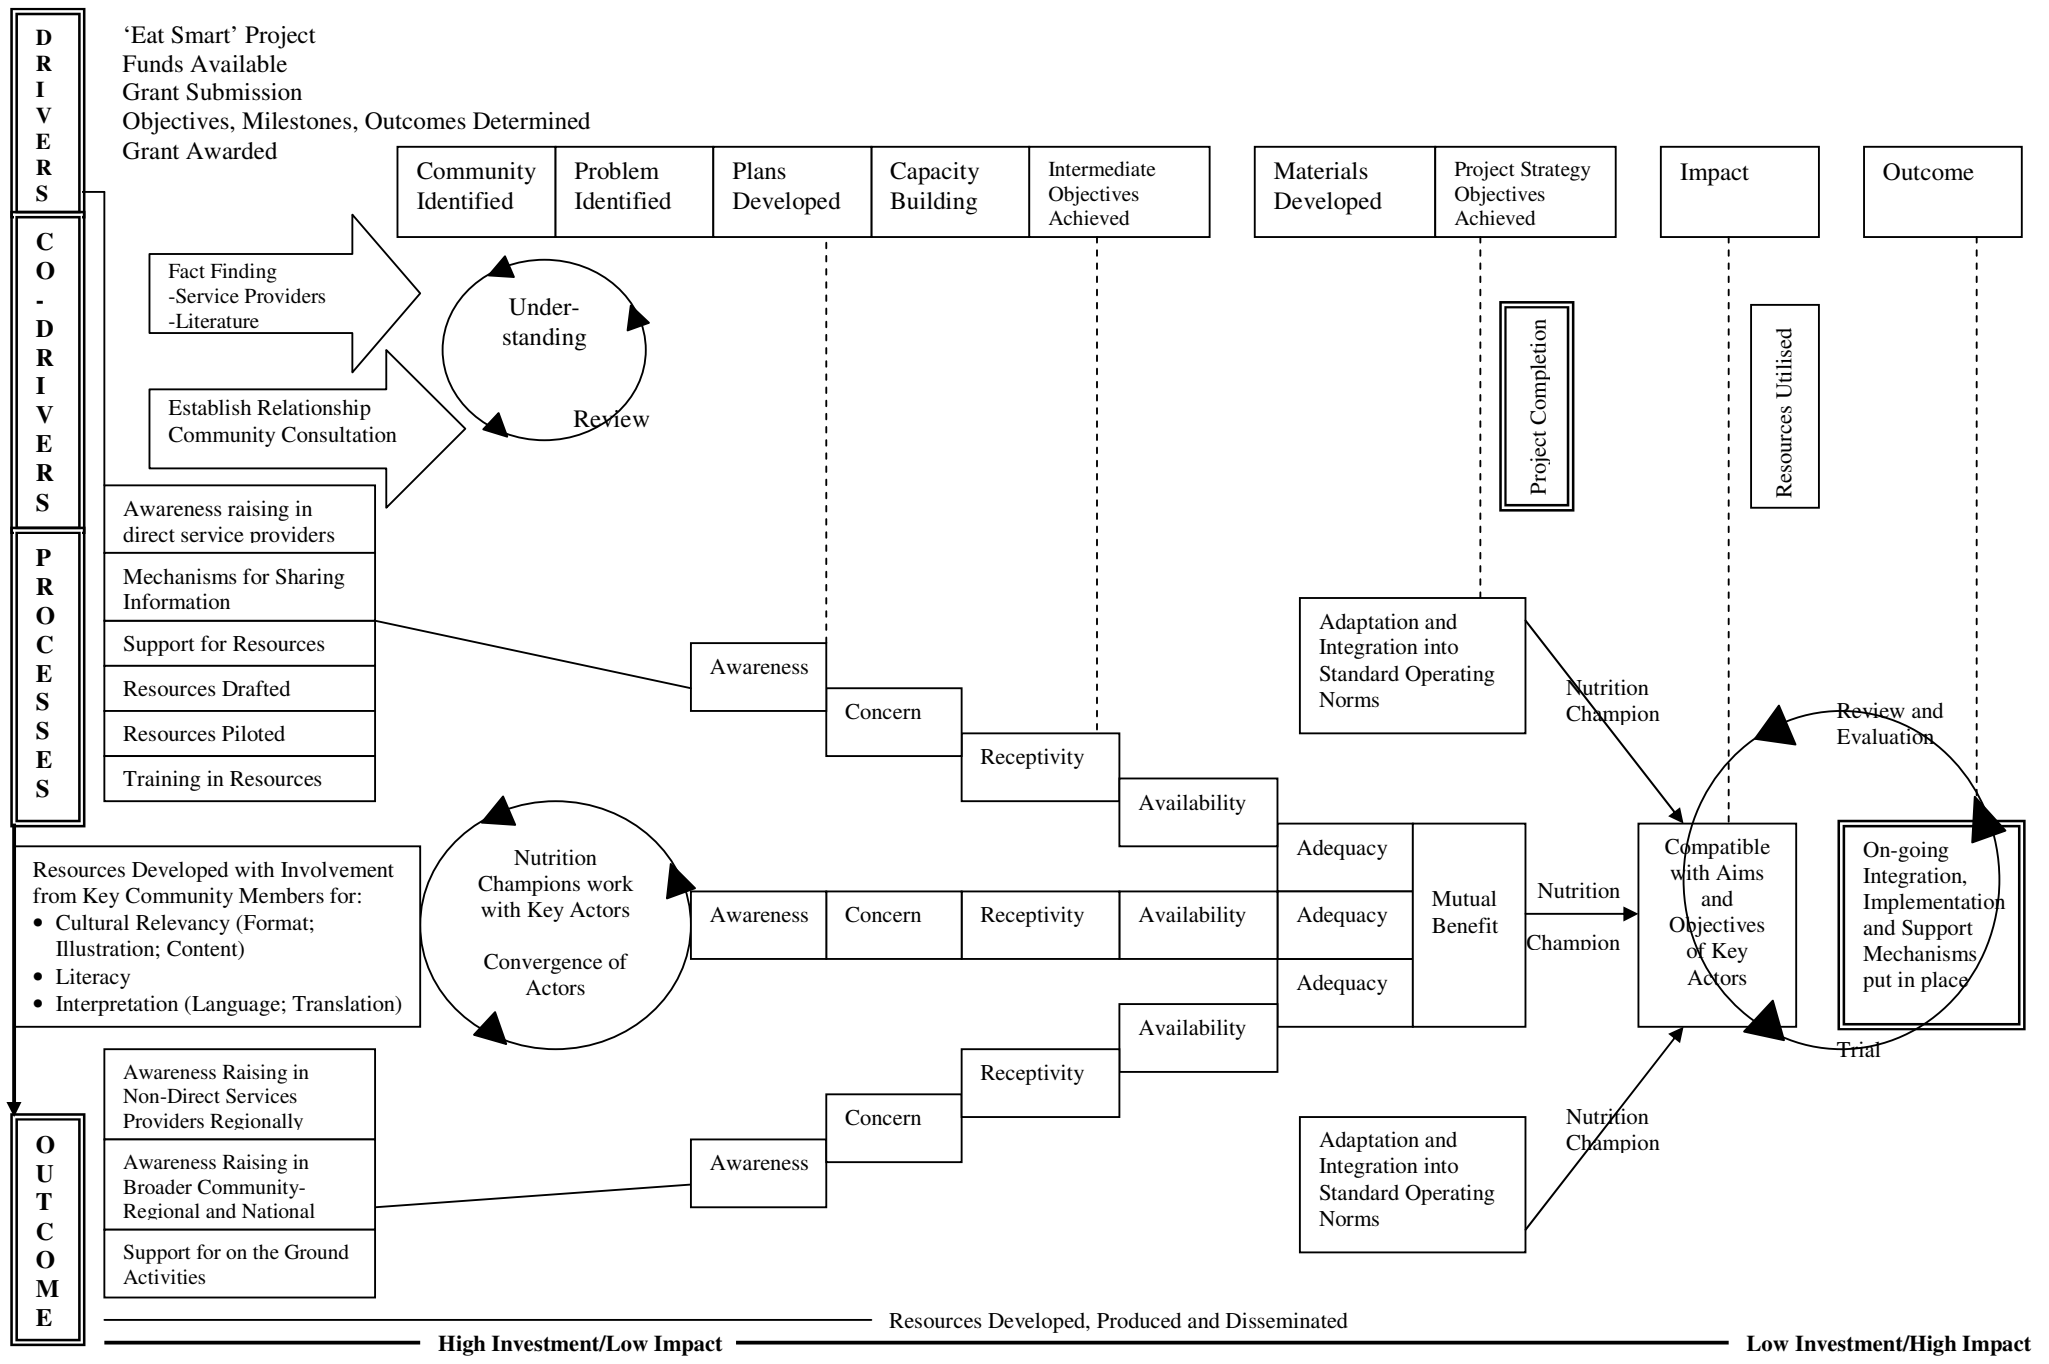 DRIVERS
‘Eat Smart’ Project
Funds Available
Grant Submission
Objectives, Milestones, Outcomes Determined
Grant Awarded
Community
Identified
Problem
Identified
Plans
Developed
Capacity
Building
Intermediate
Objectives
Achieved
Materials
Developed
Project Strategy
Objectives
Achieved
Impact
Outcome
CO-DRIVERS
Fact Finding
-Service Providers
-Literature
Under-
standing
Review
Establish Relationship
Community Consultation
Project Completion
Resources Utilised
PROCESSES
Awareness raising in
direct service providers
Mechanisms for Sharing
Information
Support for Resources
Resources Drafted
Resources Piloted
Training in Resources
Awareness
Concern
Receptivity
Availability
Adequacy
Adaptation and
Integration into
Standard Operating
Norms
Nutrition
Champion
Review and
Evaluation
Resources Developed with Involvement
from Key Community Members for:
• Cultural Relevancy (Format;
Illustration; Content)
• Literacy
• Interpretation (Language; Translation)
Nutrition
Champions work
with Key Actors
Convergence of
Actors
Awareness
Concern
Receptivity
Availability
Adequacy
Mutual
Benefit
Nutrition
Champion
Compatible
with Aims
and
Objectives
of Key
Actors
On-going
Integration,
Implementation
and Support
Mechanisms
put in place
Trial
OUTCOME
Awareness Raising in
Non-Direct Services
Providers Regionally
Awareness Raising in
Broader Community-
Regional and National
Support for on the Ground
Activities
Awareness
Concern
Receptivity
Availability
Adequacy
Adaptation and
Integration into
Standard Operating
Norms
Nutrition
Champion
Resources Developed, Produced and Disseminated
High Investment/Low Impact
Low Investment/High Impact